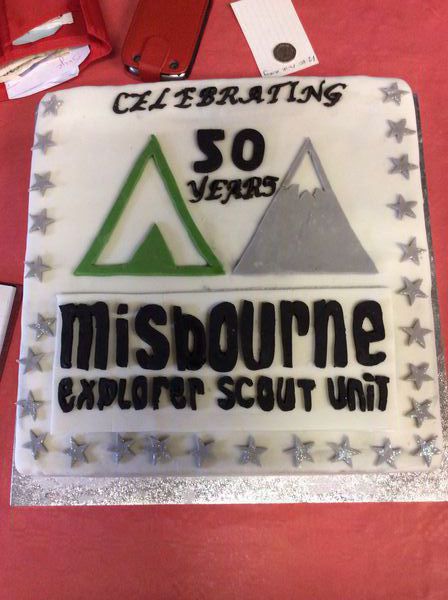 CELEBRATING
50
YEARS
misbourne
explorer scout unit